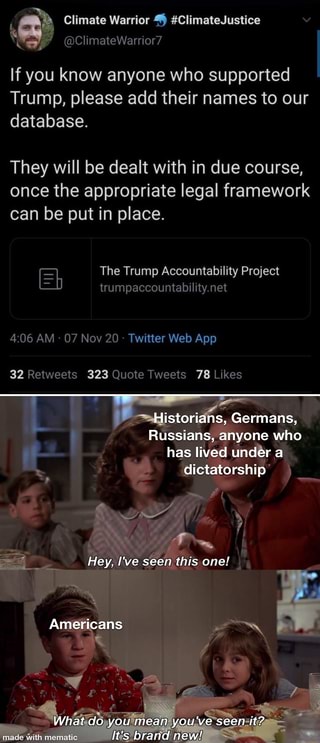 Climate Warrior 🐬 #ClimateJustice
@ClimateWarrior7
If you know anyone who supported
Trump, please add their names to our
database.
They will be dealt with in due course,
once the appropriate legal framework
can be put in place.
The Trump Accountability Project
trumpaccountability.net
4:06 AM · 07 Nov 20 · Twitter Web App
32 Retweets 323 Quote Tweets 78 Likes
Historians, Germans,
Russians, anyone who
has lived under a
dictatorship
Hey, I've seen this one!
Americans
What do you mean you've seen it?
It's brand new!
made with mematic